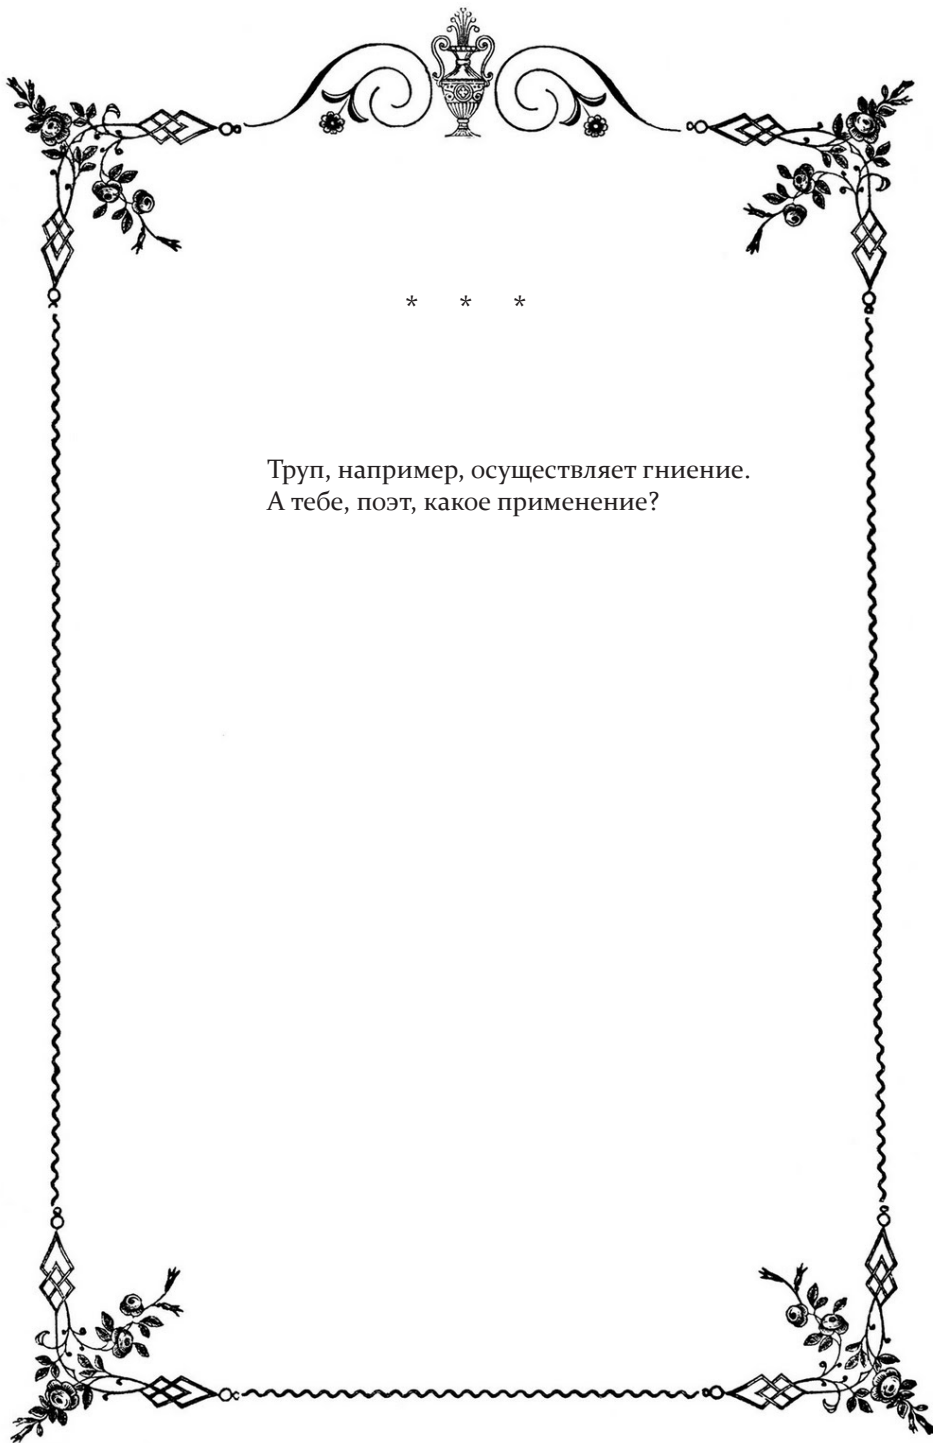 * * *
Труп, например, осуществляет гниение.
А тебе, поэт, какое применение?